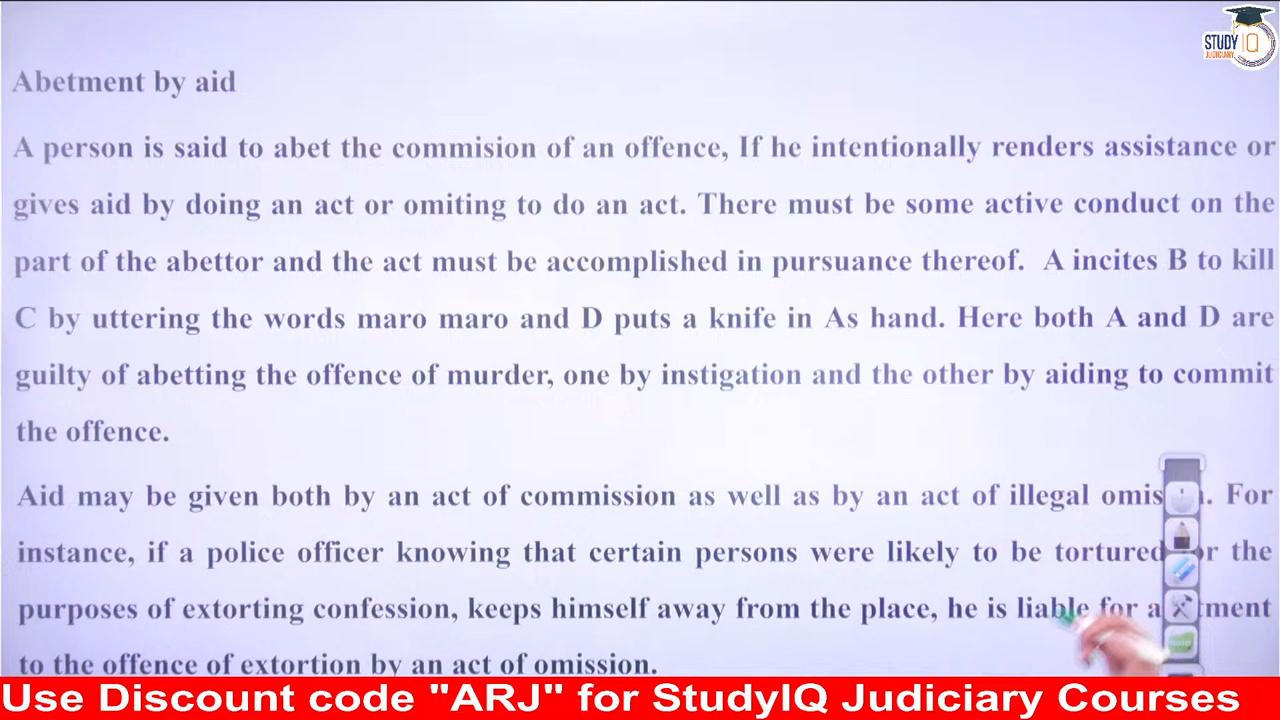 STUDY IQ
JUDICIARY
Abetment by aid
A person is said to abet the commision of an offence, If he intentionally renders assistance or
gives aid by doing an act or omiting to do an act. There must be some active conduct on the
part of the abettor and the act must be accomplished in pursuance thereof. A incites B to kill
C by uttering the words maro maro and D puts a knife in As hand. Here both A and D are
guilty of abetting the offence of murder, one by instigation and the other by aiding to commit
the offence.
Aid may be given both by an act of commission as well as by an act of illegal For
instance, if a police officer knowing that certain persons were likely to be tortured the
purposes of extorting confession, keeps himself away from the place, he is liable for
to the offence of extortion by an act of omission.
Use Discount code "ARJ" for StudyIQ Judiciary Courses